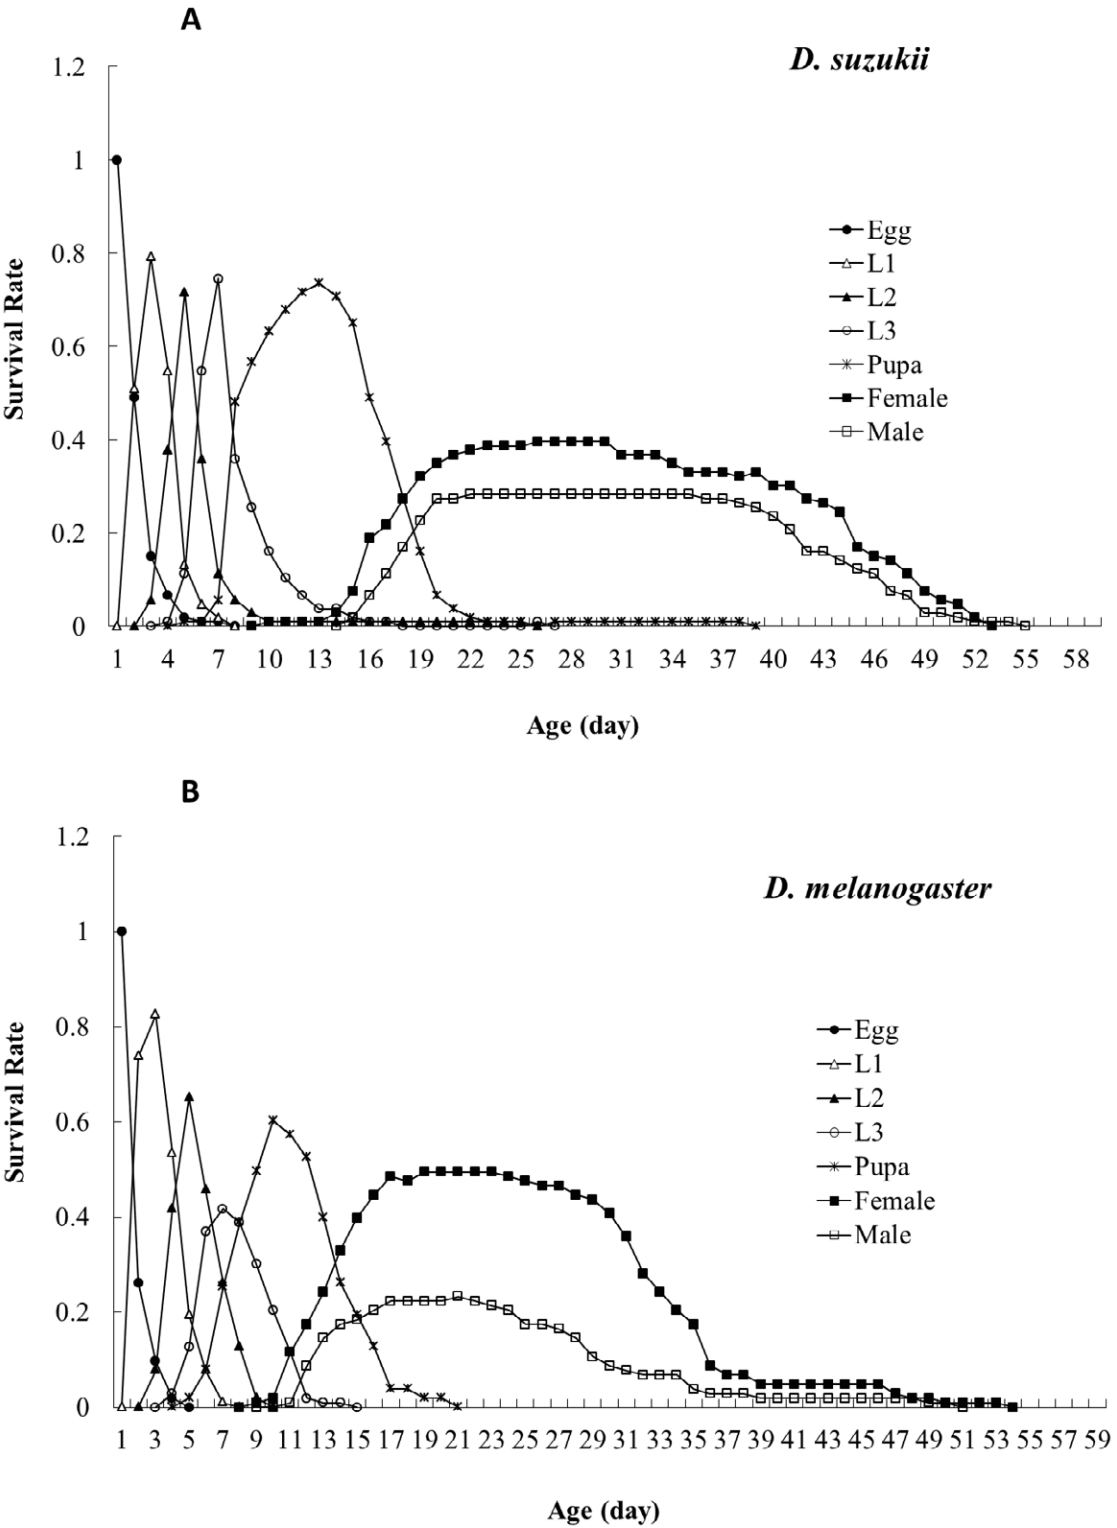 A
D. suzukii
1.2
1
0.8
0.6
0.4
0.2
0
Survival Rate
Egg
L1
L2
L3
Pupa
Female
Male
1 4 7 10 13 16 19 22 25 28 31 34 37 40 43 46 49 52 55 58
Age (day)
B
D. melanogaster
1.2
1
0.8
0.6
0.4
0.2
0
Survival Rate
Egg
L1
L2
L3
Pupa
Female
Male
1 3 5 7 9 11 13 15 17 19 21 23 25 27 29 31 33 35 37 39 41 43 45 47 49 51 53 55 57 59
Age (day)